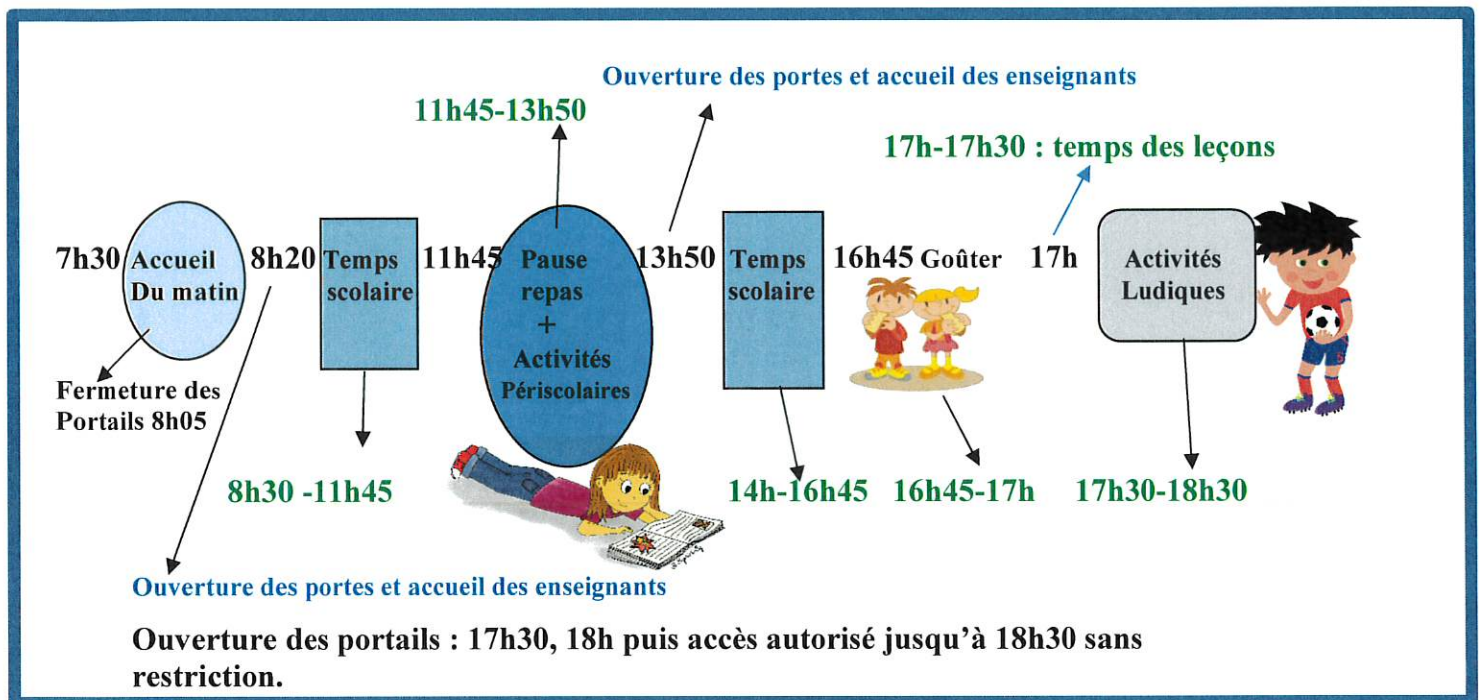 Ouverture des portes et accueil des enseignants
11h45-13h50
17h-17h30 : temps des leçons
7h30
Accueil
Du matin
8h20
Temps
scolaire
11h45
Pause
repas
+
Activités
Périscolaires
13h50
Temps
scolaire
16h45 Goûter
17h
Activités
Ludiques
Fermeture des
Portails 8h05
8h30 -11h45
14h-16h45
16h45-17h
17h30-18h30
Ouverture des portes et accueil des enseignants
Ouverture des portails : 17h30, 18h puis accès autorisé jusqu'à 18h30 sans
restriction.